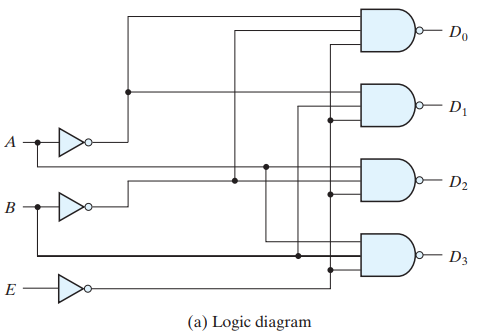 D₀
D₁
A
D₂
B
D₃
E
(a) Logic diagram